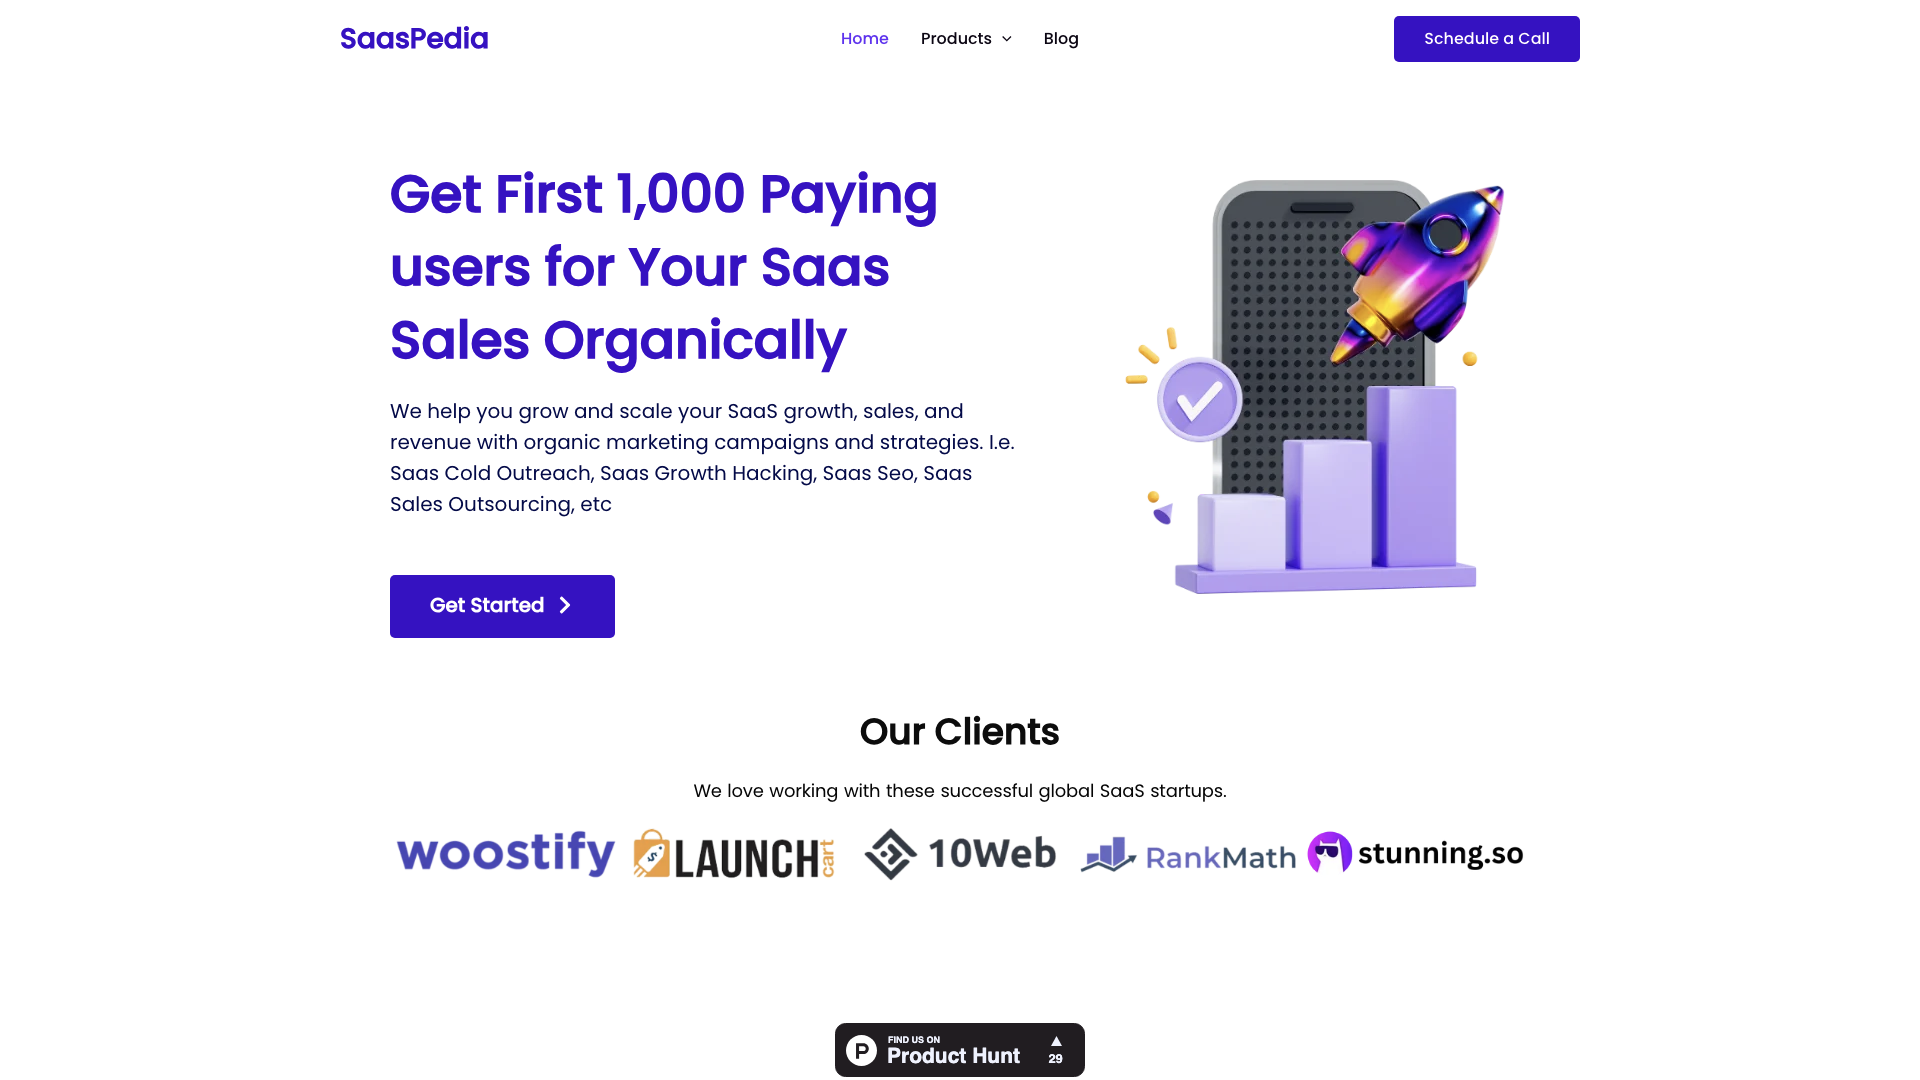 SaasPedia
Home
Products
Blog
Schedule a Call
Get First 1,000 Paying
users for Your Saas
Sales Organically
We help you grow and scale your SaaS growth, sales, and
revenue with organic marketing campaigns and strategies. I.e.
Saas Cold Outreach, Saas Growth Hacking, Saas Seo, Saas
Sales Outsourcing, etc
Get Started
Our Clients
We love working with these successful global SaaS startups.
woostify
LAUNCH cart
10Web
RankMath
stunning.so
P
FIND US ON
Product Hunt
29